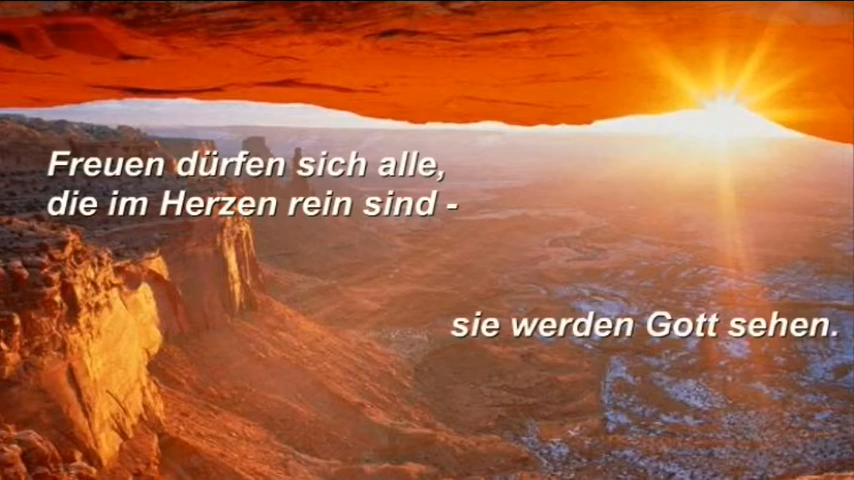 Freuen dürfen sich alle,
die im Herzen rein sind -
sie werden Gott sehen.